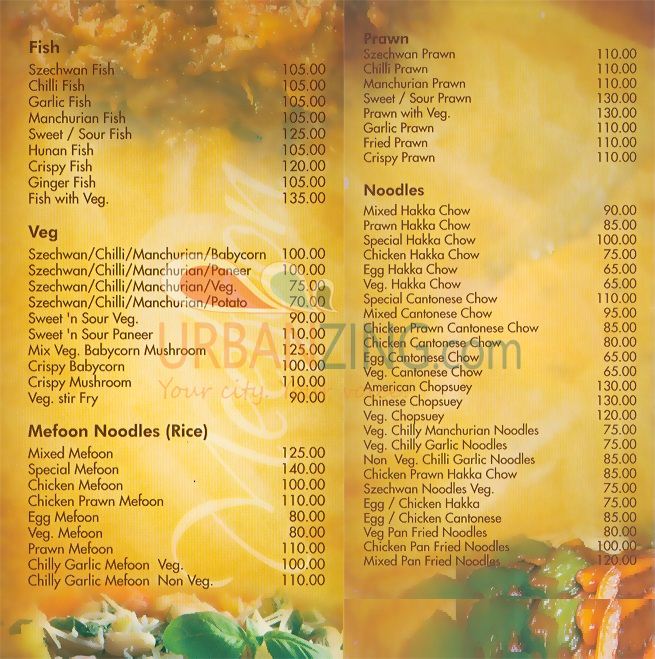 Fish
Szechwan Fish 105.00
Chilli Fish 105.00
Garlic Fish 105.00
Manchurian Fish 105.00
Sweet / Sour Fish 125.00
Hunan Fish 105.00
Crispy Fish 120.00
Ginger Fish 105.00
Fish with Veg. 135.00
Veg
Szechwan/Chilli/Manchurian/Babycorn 100.00
Szechwan/Chilli/Manchurian/Paneer 100.00
Szechwan/Chilli/Manchurian/Veg. 75.00
Szechwan/Chilli/Manchurian/Potato 70.00
Sweet 'n Sour Veg. 90.00
Sweet 'n Sour Paneer 110.00
Mix Veg. Babycorn Mushroom 125.00
Crispy Babycorn 100.00
Crispy Mushroom 110.00
Veg. stir Fry 90.00
Mefoon Noodles (Rice)
Mixed Mefoon 125.00
Special Mefoon 140.00
Chicken Mefoon 100.00
Chicken Prawn Mefoon 110.00
Egg Mefoon 80.00
Veg. Mefoon 80.00
Prawn Mefoon 110.00
Chilly Garlic Mefoon Veg. 100.00
Chilly Garlic Mefoon Non Veg. 110.00
Prawn
Szechwan Prawn 110.00
Chilli Prawn 110.00
Manchurian Prawn 110.00
Sweet / Sour Prawn 130.00
Prawn with Veg. 130.00
Garlic Prawn 110.00
Fried Prawn 110.00
Crispy Prawn 110.00
Noodles
Mixed Hakka Chow 90.00
Prawn Hakka Chow 85.00
Special Hakka Chow 100.00
Chicken Hakka Chow 75.00
Egg Hakka Chow 65.00
Veg. Hakka Chow 65.00
Special Cantonese Chow 110.00
Mixed Cantonese Chow 95.00
Chicken Prawn Cantonese Chow 85.00
Chicken Cantonese Chow 80.00
Egg Cantonese Chow 65.00
Veg. Cantonese Chow 65.00
American Chopsuey 130.00
Chinese Chopsuey 130.00
Veg. Chopsuey 120.00
Veg. Chilly Manchurian Noodles 75.00
Veg. Chilly Garlic Noodles 75.00
Non Veg. Chilli Garlic Noodles 85.00
Chicken Prawn Hakka Chow 85.00
Szechwan Noodles Veg. 75.00
Egg / Chicken Hakka 75.00
Egg / Chicken Cantonese 85.00
Veg Pan Fried Noodles 80.00
Chicken Pan Fried Noodles 100.00
Mixed Pan Fried Noodles 120.00
URBANZING.com
Your city.